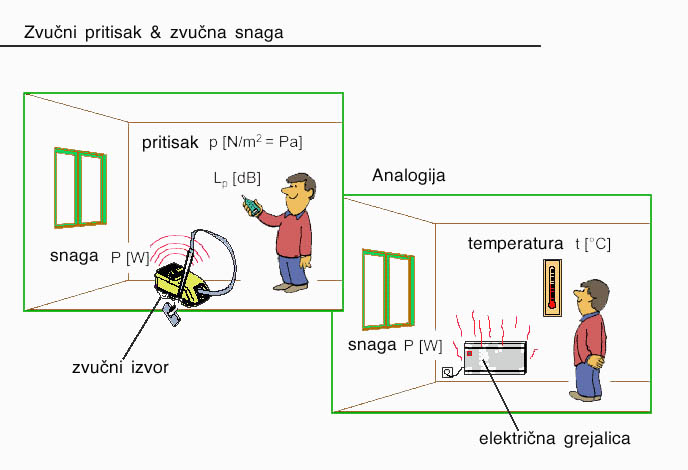 Zvučni pritisak & zvučna snaga
pritisak p [N/m² = Pa]
Lp [dB]
snaga P [W]
zvučni izvor
Analogija
temperatura t [°C]
snaga P [W]
električna grejalica